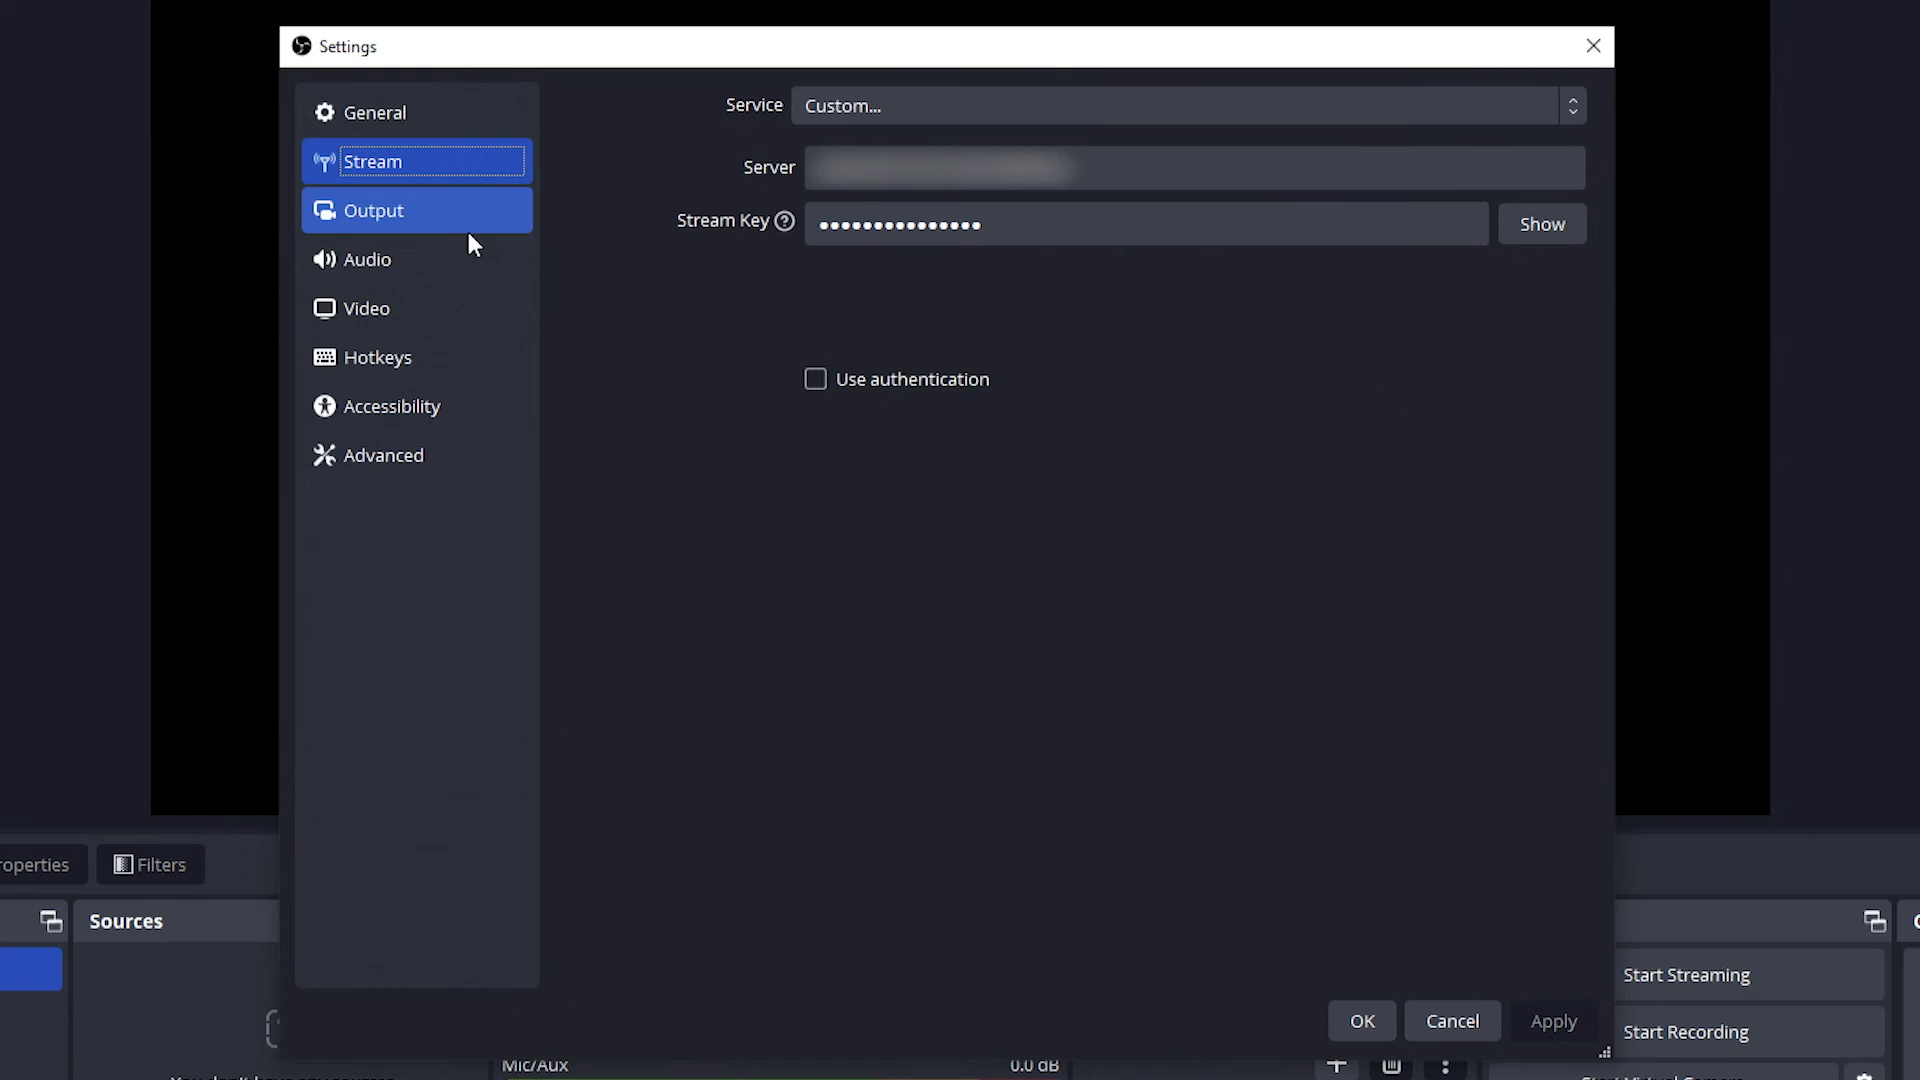 Settings
General
Stream
Output
Audio
Video
Hotkeys
Accessibility
Advanced
Service Custom...
Server
Stream Key Show
Use authentication
OK Cancel Apply
roperties Filters
Sources
Start Streaming
Start Recording
Mic/Aux 0.0 dB